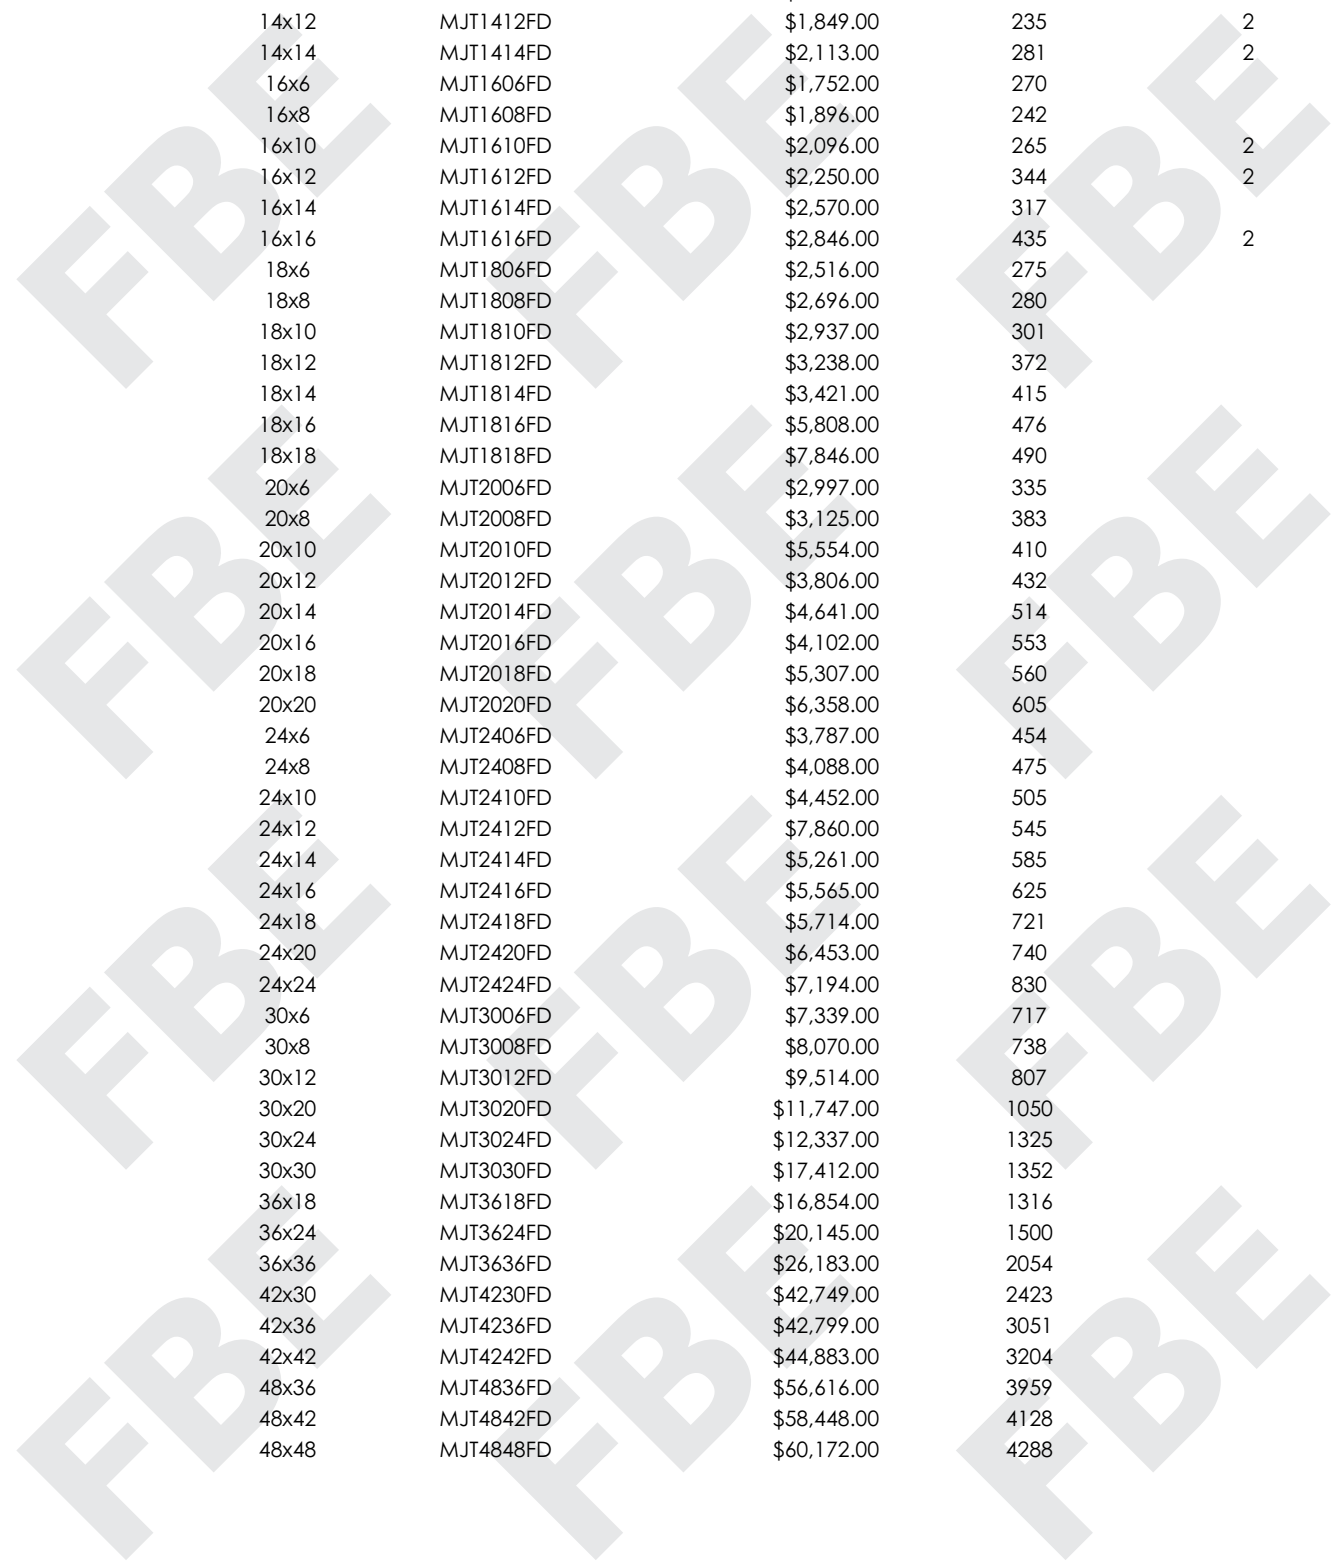 14x12 MJT1412FD $1,849.00 235 2
14x14 MJT1414FD $2,113.00 281 2
16x6 MJT1606FD $1,752.00 270
16x8 MJT1608FD $1,896.00 242
16x10 MJT1610FD $2,096.00 265 2
16x12 MJT1612FD $2,250.00 344 2
16x14 MJT1614FD $2,570.00 317
16x16 MJT1616FD $2,846.00 435 2
18x6 MJT1806FD $2,516.00 275
18x8 MJT1808FD $2,696.00 280
18x10 MJT1810FD $2,937.00 301
18x12 MJT1812FD $3,238.00 372
18x14 MJT1814FD $3,421.00 415
18x16 MJT1816FD $5,808.00 476
18x18 MJT1818FD $7,846.00 490
20x6 MJT2006FD $2,997.00 335
20x8 MJT2008FD $3,125.00 383
20x10 MJT2010FD $5,554.00 410
20x12 MJT2012FD $3,806.00 432
20x14 MJT2014FD $4,641.00 514
20x16 MJT2016FD $4,102.00 553
20x18 MJT2018FD $5,307.00 560
20x20 MJT2020FD $6,358.00 605
24x6 MJT2406FD $3,787.00 454
24x8 MJT2408FD $4,088.00 475
24x10 MJT2410FD $4,452.00 505
24x12 MJT2412FD $7,860.00 545
24x14 MJT2414FD $5,261.00 585
24x16 MJT2416FD $5,565.00 625
24x18 MJT2418FD $5,714.00 721
24x20 MJT2420FD $6,453.00 740
24x24 MJT2424FD $7,194.00 830
30x6 MJT3006FD $7,339.00 717
30x8 MJT3008FD $8,070.00 738
30x12 MJT3012FD $9,514.00 807
30x20 MJT3020FD $11,747.00 1050
30x24 MJT3024FD $12,337.00 1325
30x30 MJT3030FD $17,412.00 1352
36x18 MJT3618FD $16,854.00 1316
36x24 MJT3624FD $20,145.00 1500
36x36 MJT3636FD $26,183.00 2054
42x30 MJT4230FD $42,749.00 2423
42x36 MJT4236FD $42,799.00 3051
42x42 MJT4242FD $44,883.00 3204
48x36 MJT4836FD $56,616.00 3959
48x42 MJT4842FD $58,448.00 4128
48x48 MJT4848FD $60,172.00 4288
FBE FBE FBE
FBE FBE FBE
FBE FBE FBE
FBE FBE FBE